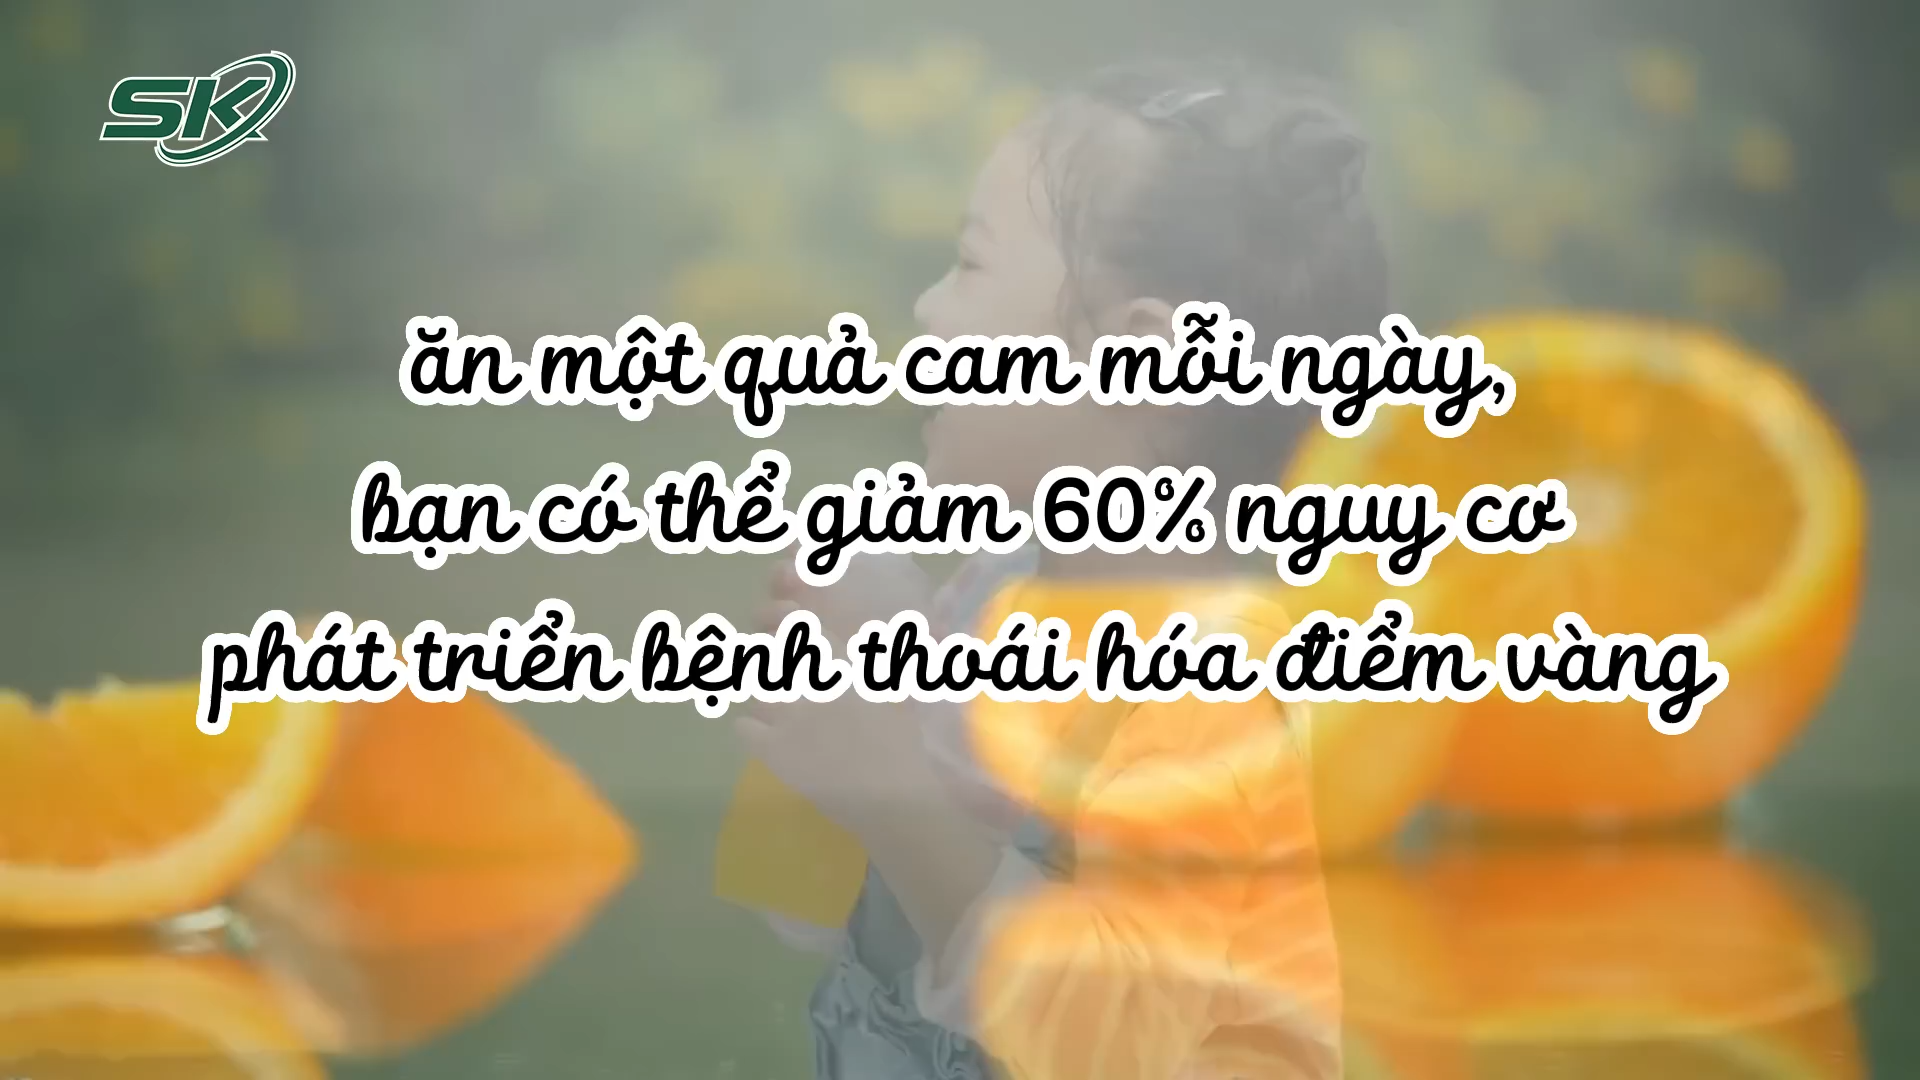 SK
ăn một quả cam mỗi ngày,
bạn có thể giảm 60% nguy cơ
phát triển bệnh thoái hóa điểm vàng